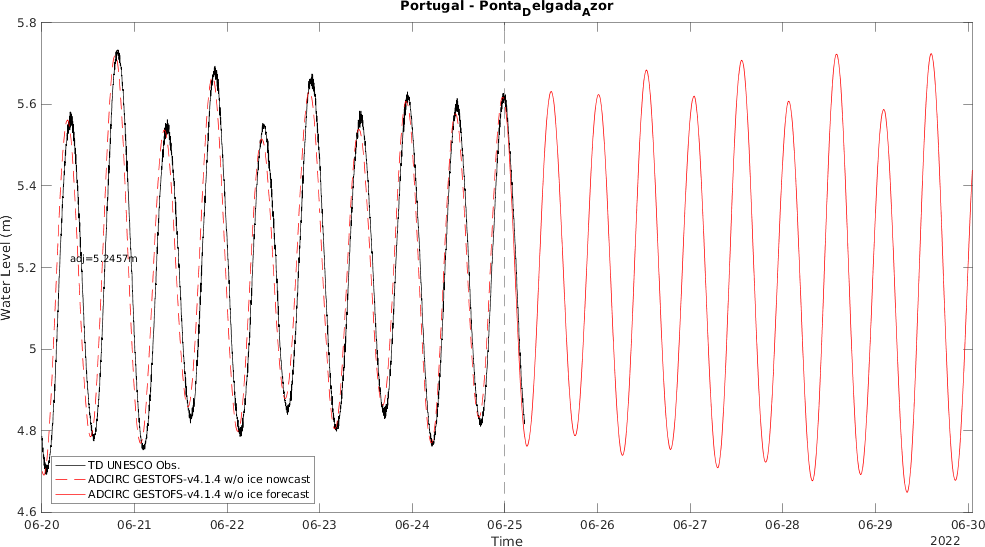 Portugal - PontaDelgadaAzor
5.8
5.6
5.4
5.2
5
4.8
4.6
Water Level (m)
adj=5.2457m
TD UNESCO Obs.
ADCIRC GESTOFS-v4.1.4 w/o ice nowcast
ADCIRC GESTOFS-v4.1.4 w/o ice forecast
06-20 06-21 06-22 06-23 06-24 06-25 06-26 06-27 06-28 06-29 06-30
Time
2022